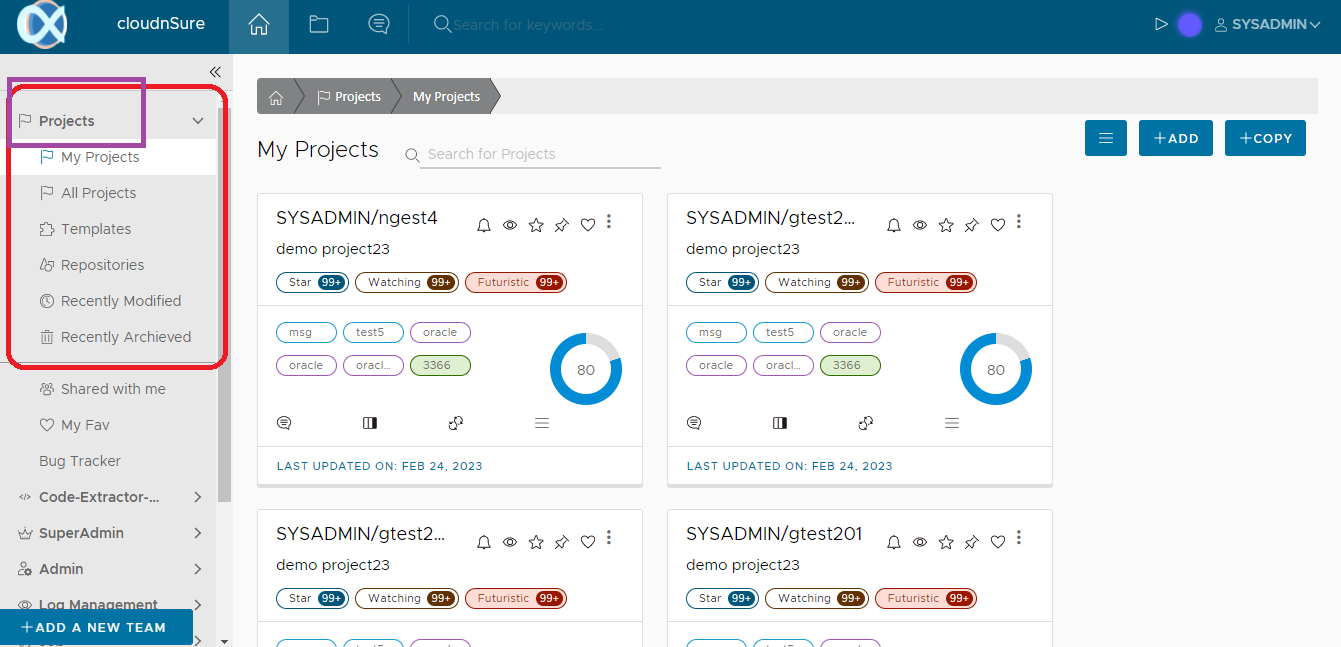 cloudnSure
Search for keywords...
SYSADMIN
Projects
My Projects
All Projects
Templates
Repositories
Recently Modified
Recently Archieved
Shared with me
My Fav
Bug Tracker
Code-Extractor-...
SuperAdmin
Admin
Log Management
ADD A NEW TEAM
Projects
My Projects
My Projects
Search for Projects
ADD
COPY
SYSADMIN/ngest4
demo project23
Star 99+ Watching 99+ Futuristic 99+
msg test5 oracle
oracle oracl... 3366
80
LAST UPDATED ON: FEB 24, 2023
SYSADMIN/gtest2...
demo project23
Star 99+ Watching 99+ Futuristic 99+
msg test5 oracle
oracle oracl... 3366
80
LAST UPDATED ON: FEB 24, 2023
SYSADMIN/gtest2...
demo project23
Star 99+ Watching 99+ Futuristic 99+
SYSADMIN/gtest201
demo project23
Star 99+ Watching 99+ Futuristic 99+